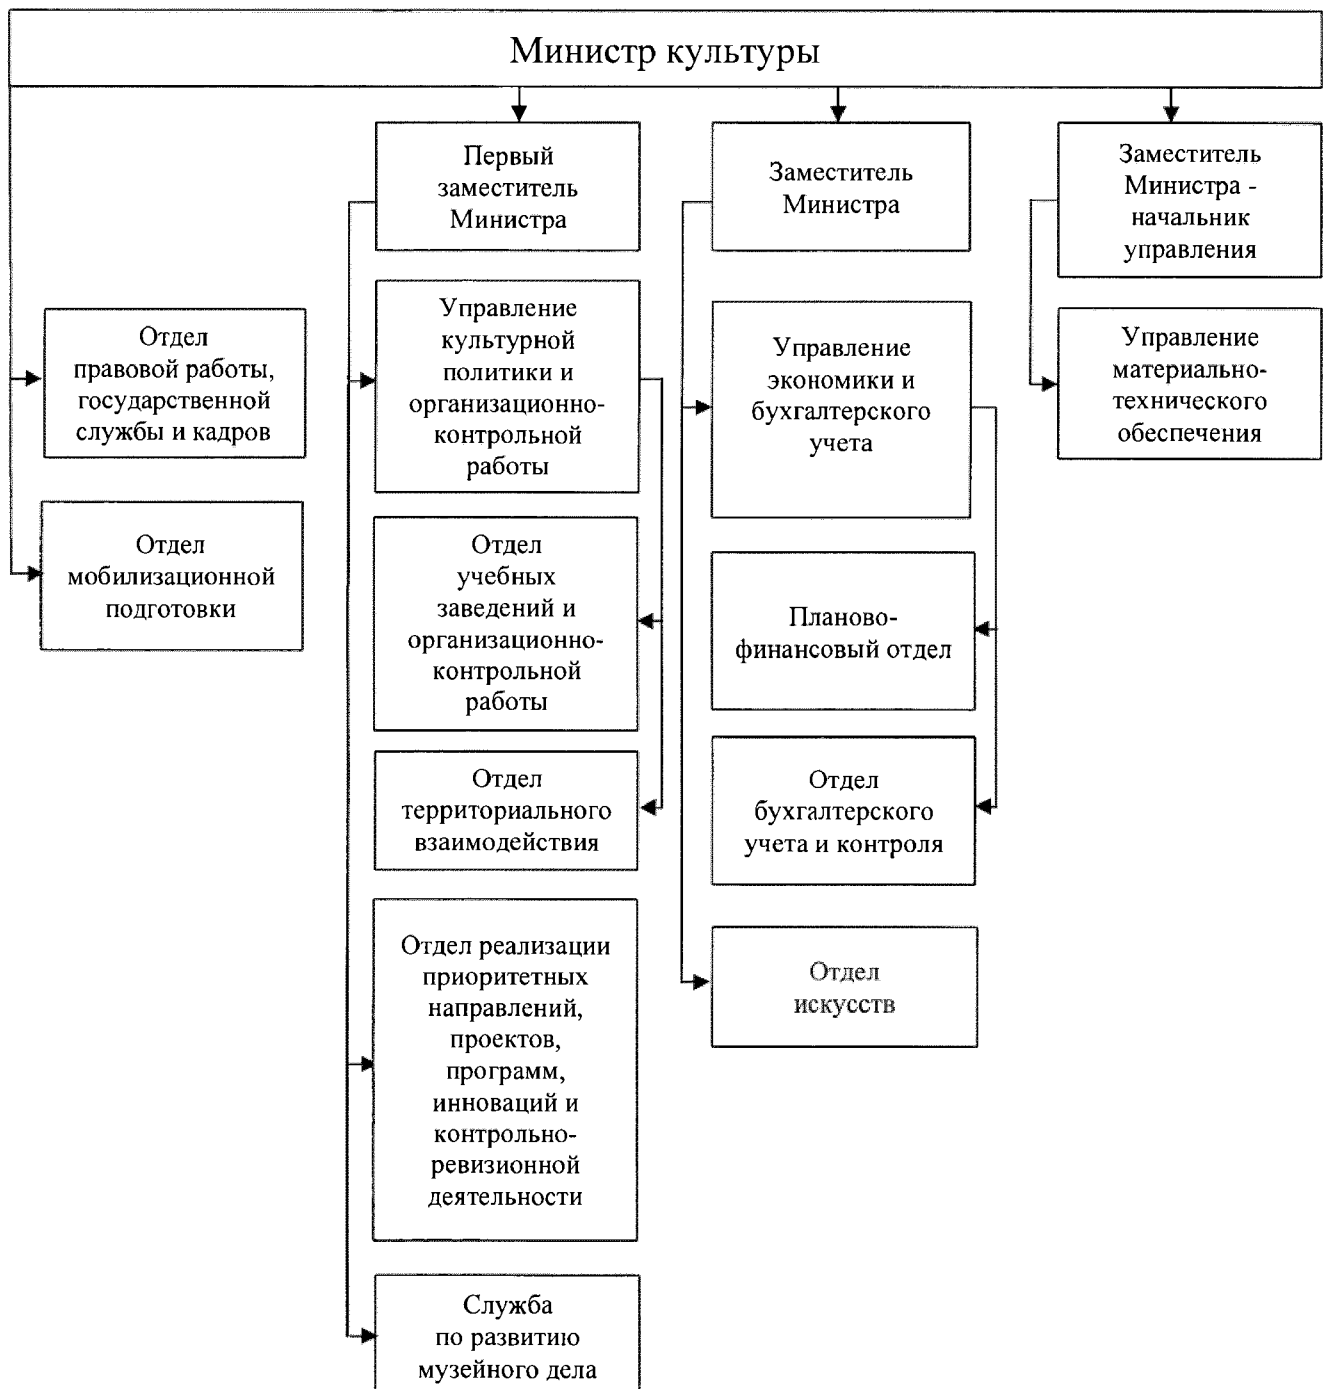 Министр культуры
Первый
заместитель
Министра
Заместитель
Министра
Заместитель
Министра -
начальник
управления
Отдел
правовой работы,
государственной
службы и кадров
Управление
культурной
политики и
организационно-
контрольной
работы
Управление
экономики и
бухгалтерского
учета
Управление
материально-
технического
обеспечения
Отдел
мобилизационной
подготовки
Отдел
учебных
заведений и
организационно-
контрольной
работы
Планово-
финансовый отдел
Отдел
территориального
взаимодействия
Отдел
бухгалтерского
учета и контроля
Отдел реализации
приоритетных
направлений,
проектов,
программ,
инноваций и
контрольно-
ревизионной
деятельности
Отдел
искусств
Служба
по развитию
музейного дела